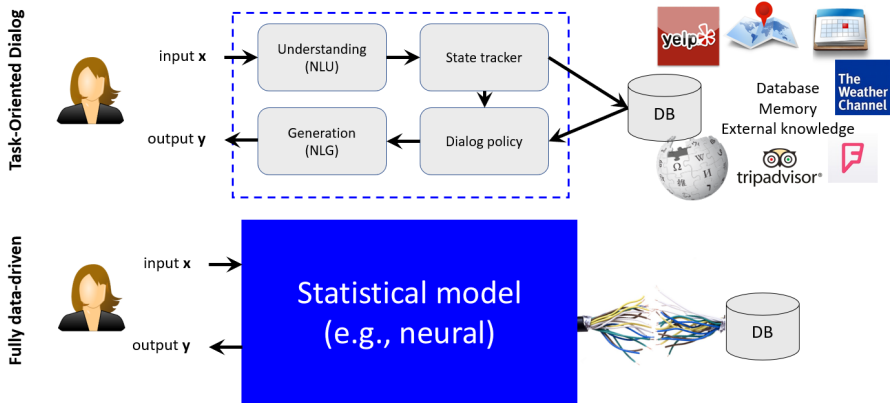 Task-Oriented Dialog
input x
Understanding
(NLU)
State tracker
output y
Generation
(NLG)
Dialog policy
DB
yelp
Database
Memory
External knowledge
The
Weather
Channel
Ω
W
И
tripadvisor®
Fully data-driven
input x
output y
Statistical model
(e.g., neural)
DB